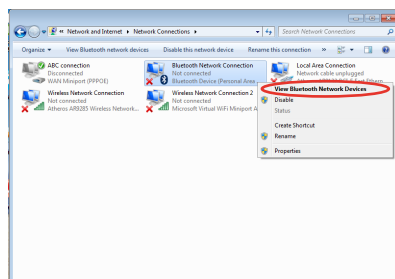 « Network and Internet ▸ Network Connections ▸
Search Network Connections
Organize ▾ View Bluetooth network devices Disable this network device Rename this connection »
ABC connection
Disconnected
WAN Miniport (PPPOE)
Bluetooth Network Connection
Not connected
Bluetooth Device (Personal Area ...
Local Area Connection
Network cable unplugged
Wireless Network Connection
Not connected
Atheros AR9285 Wireless Network...
Wireless Network Connection 2
Not connected
Microsoft Virtual WiFi Miniport A
View Bluetooth Network Devices
Disable
Status
Create Shortcut
Rename
Properties